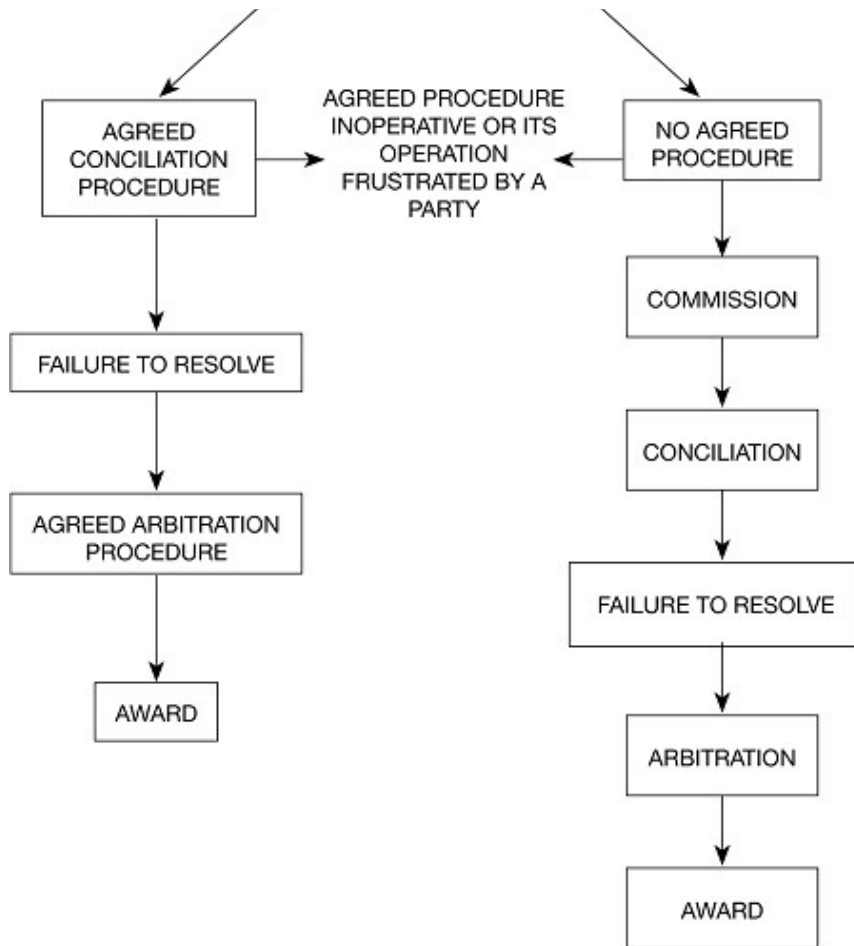 AGREED
CONCILIATION
PROCEDURE
AGREED PROCEDURE
INOPERATIVE OR ITS
OPERATION
FRUSTRATED BY A
PARTY
NO AGREED
PROCEDURE
COMMISSION
FAILURE TO RESOLVE
CONCILIATION
AGREED ARBITRATION
PROCEDURE
FAILURE TO RESOLVE
AWARD
ARBITRATION
AWARD